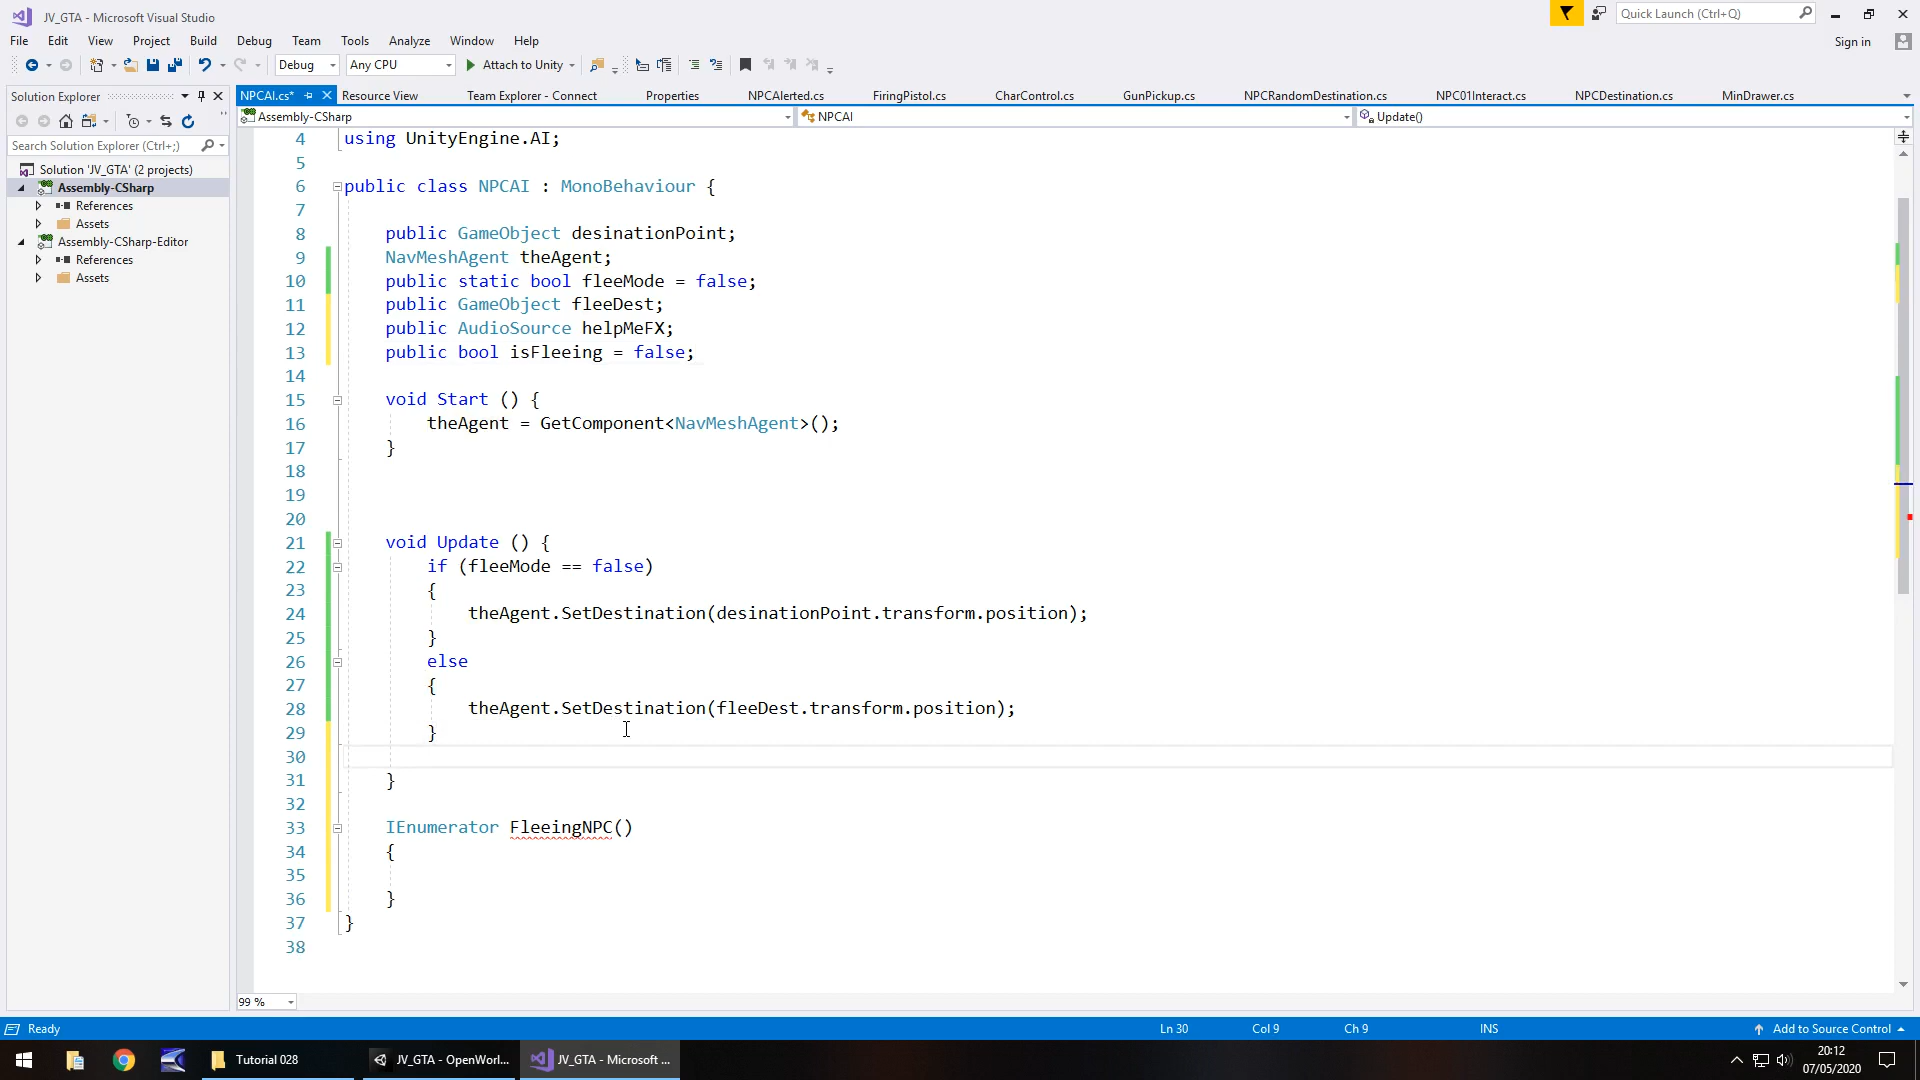 JV_GTA - Microsoft Visual Studio
Quick Launch (Ctrl+Q)
File Edit View Project Build Debug Team Tools Analyze Window Help
Sign in
Debug Any CPU Attach to Unity
Solution Explorer
NPCAI.cs* Resource View Team Explorer - Connect Properties NPCAlerted.cs FiringPistol.cs CharControl.cs GunPickup.cs NPCRandomDestination.cs NPC01Interact.cs NPCDestination.cs MinDrawer.cs
Assembly-CSharp NPCAI Update()
Search Solution Explorer (Ctrl+;)
Solution 'JV_GTA' (2 projects)
Assembly-CSharp
References
Assets
Assembly-CSharp-Editor
References
Assets
4 using UnityEngine.AI;
5
6 public class NPCAI : MonoBehaviour {
7
8 public GameObject desinationPoint;
9 NavMeshAgent theAgent;
10 public static bool fleeMode = false;
11 public GameObject fleeDest;
12 public AudioSource helpMeFX;
13 public bool isFleeing = false;
14
15 void Start () {
16 theAgent = GetComponent<NavMeshAgent>();
17 }
18
19
20
21 void Update () {
22 if (fleeMode == false)
23 {
24 theAgent.SetDestination(desinationPoint.transform.position);
25 }
26 else
27 {
28 theAgent.SetDestination(fleeDest.transform.position);
29 }
30
31 }
32
33 IEnumerator FleeingNPC()
34 {
35
36 }
37 }
38
99 %
Ready Ln 30 Col 9 Ch 9 INS Add to Source Control
Tutorial 028 JV_GTA - OpenWorl... JV_GTA - Microsoft ...
20:12
07/05/2020